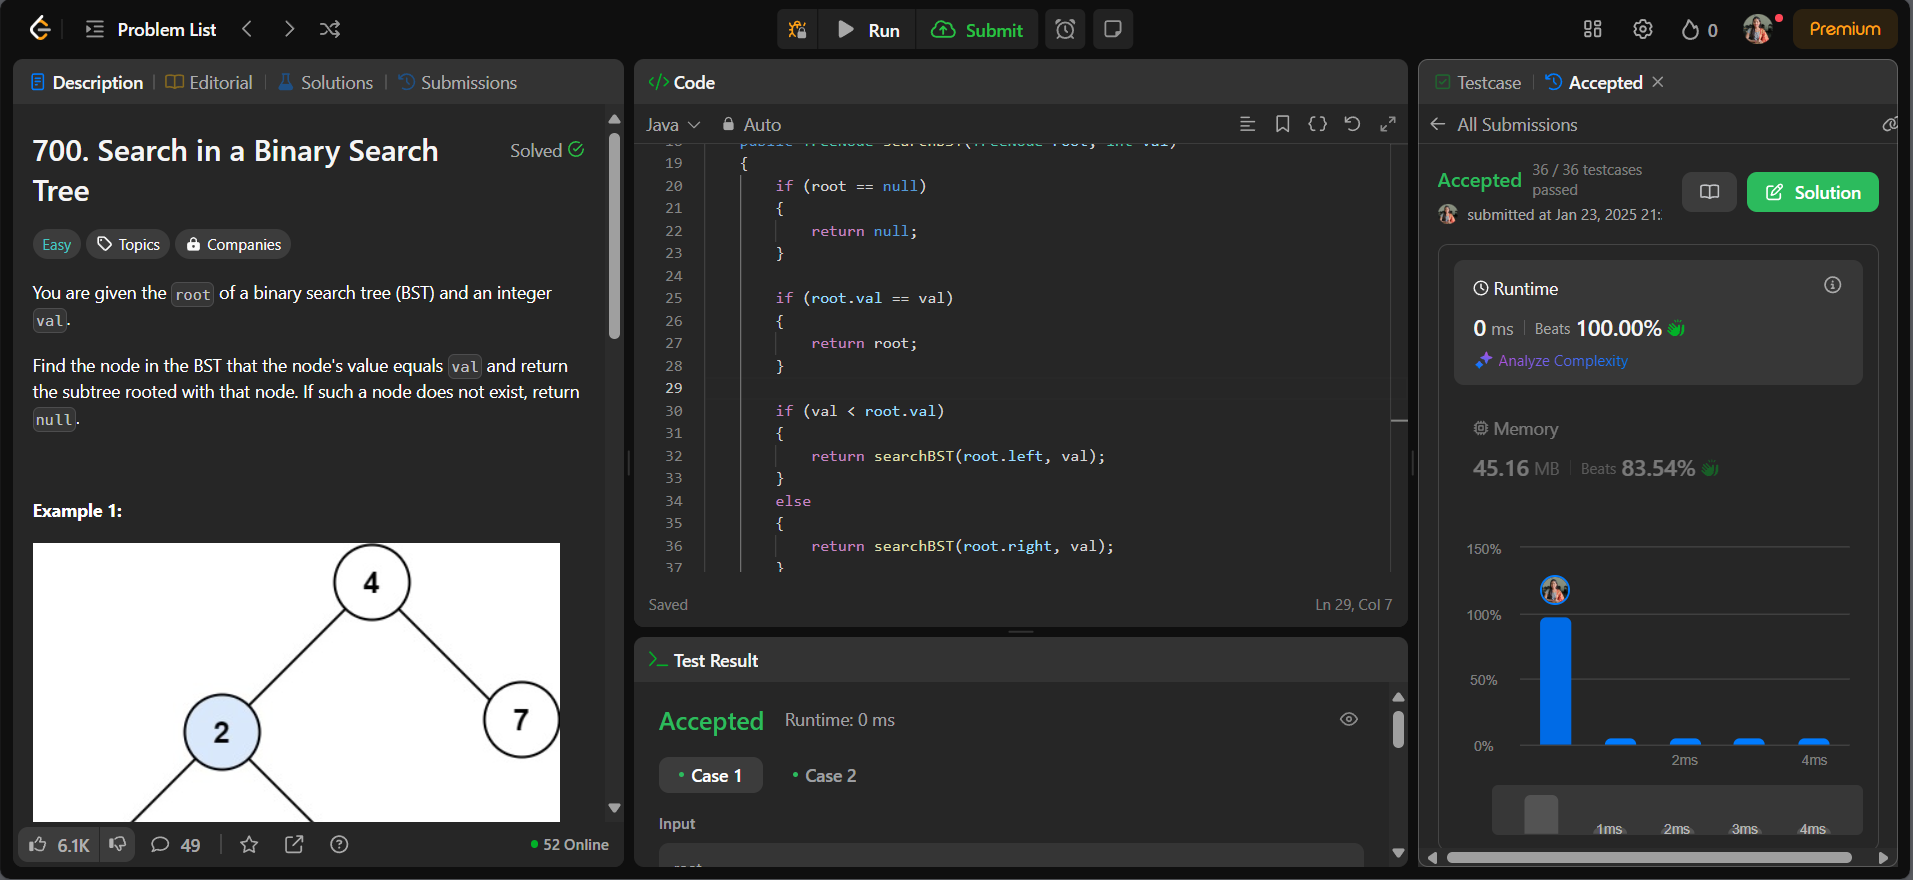 Problem List
Run
Submit
0
Premium
Description
Editorial
Solutions
Submissions
700. Search in a Binary Search
Tree
Solved
Easy
Topics
Companies
You are given the root of a binary search tree (BST) and an integer
val.
Find the node in the BST that the node's value equals val and return
the subtree rooted with that node. If such a node does not exist, return
null.
Example 1:
4
2
7
6.1K
49
52 Online
</> Code
Java
Auto
18 public TreeNode searchBST(TreeNode root, int val)
19 {
20 if (root == null)
21 {
22 return null;
23 }
24
25 if (root.val == val)
26 {
27 return root;
28 }
29
30 if (val < root.val)
31 {
32 return searchBST(root.left, val);
33 }
34 else
35 {
36 return searchBST(root.right, val);
37 }
Saved
Ln 29, Col 7
Test Result
Accepted
Runtime: 0 ms
Case 1
Case 2
Input
root
Testcase
Accepted
All Submissions
Accepted
36 / 36 testcases
passed
submitted at Jan 23, 2025 21:
Solution
Runtime
0 ms
Beats 100.00%
Analyze Complexity
Memory
45.16 MB
Beats 83.54%
150%
100%
50%
0%
2ms
4ms
1ms
2ms
3ms
4ms